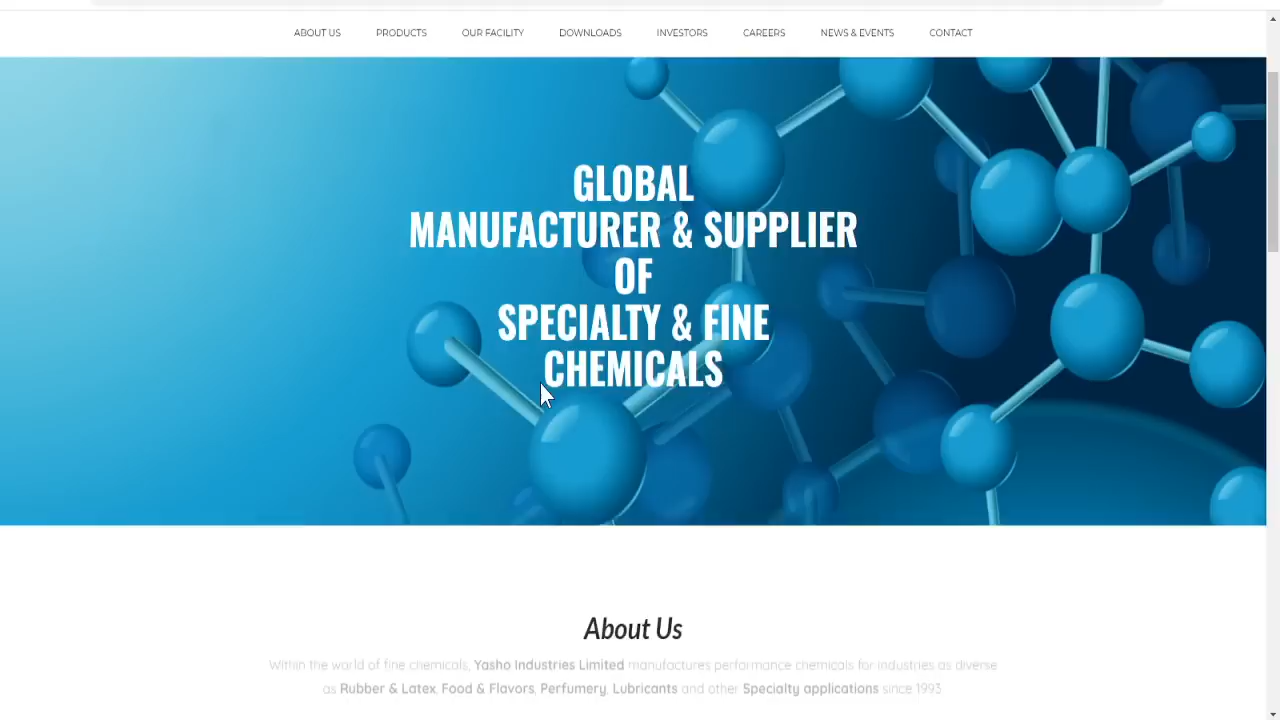 ABOUT US PRODUCTS OUR FACILITY DOWNLOADS INVESTORS CAREERS NEWS & EVENTS CONTACT
GLOBAL
MANUFACTURER & SUPPLIER
OF
SPECIALTY & FINE
CHEMICALS
About Us
Within the world of fine chemicals, Yasho Industries Limited manufactures performance chemicals for industries as diverse
as Rubber & Latex, Food & Flavors, Perfumery, Lubricants and other Specialty applications since 1993